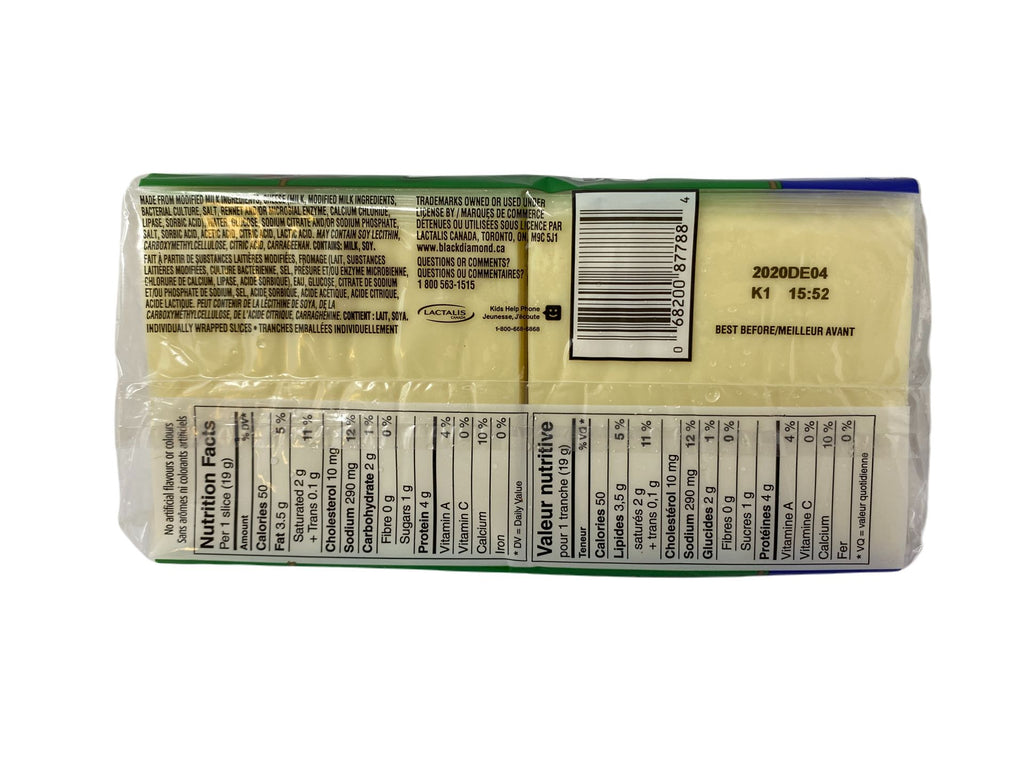 MADE FROM MODIFIED MILK INGREDIENTS, CHEESE (MILK, MODIFIED MILK INGREDIENTS,
BACTERIAL CULTURE, SALT, RENNET AND/OR MICROBIAL ENZYME, CALCIUM CHLORIDE,
LIPASE, SORBIC ACID), WATER, GLUCOSE, SODIUM CITRATE AND/OR SODIUM PHOSPHATE,
SALT, SORBIC ACID, ACETIC ACID, CITRIC ACID, LACTIC ACID. MAY CONTAIN SOY LECITHIN,
CARBOXYMETHYLCELLULOSE, CITRIC ACID, CARRAGEENAN. CONTAINS: MILK, SOY.
FAIT À PARTIR DE SUBSTANCES LAITIÈRES MODIFIÉES, FROMAGE (LAIT, SUBSTANCES
LAITIÈRES MODIFIÉES, CULTURE BACTÉRIENNE, SEL, PRÉSURE ET/OU ENZYME MICROBIENNE,
CHLORURE DE CALCIUM, LIPASE, ACIDE SORBIQUE), EAU, GLUCOSE, CITRATE DE SODIUM
ET/OU PHOSPHATE DE SODIUM, SEL, ACIDE SORBIQUE, ACIDE ACÉTIQUE, ACIDE CITRIQUE,
ACIDE LACTIQUE. PEUT CONTENIR DE LA LÉCITHINE DE SOYA, DE LA
CARBOXYMÉTHYLCELLULOSE, DE L'ACIDE CITRIQUE, CARRAGHÉNINE. CONTIENT : LAIT, SOYA.
INDIVIDUALLY WRAPPED SLICES • TRANCHES EMBALLÉES INDIVIDUELLEMENT
TRADEMARKS OWNED OR USED UNDER
LICENSE BY / MARQUES DE COMMERCE
DÉTENUES OU UTILISÉES SOUS LICENCE PAR
LACTALIS CANADA, TORONTO, ON, M9C 5J1
www.blackdiamond.ca
QUESTIONS OR COMMENTS?
QUESTIONS OU COMMENTAIRES?
1 800 563-1515
LACTALIS
CANADA
Kids Help Phone
Jeunesse, J'écoute
1-800-668-6868
0 68200 87788 4
2020DE04
K1 15:52
BEST BEFORE/MEILLEUR AVANT
No artificial flavours or colours
Sans arômes ni colorants artificiels
Nutrition Facts
Per 1 slice (19 g)
Amount % DV*
Calories 50
Fat 3.5 g 5 %
Saturated 2 g
+ Trans 0.1 g 11 %
Cholesterol 10 mg
Sodium 290 mg 12 %
Carbohydrate 2 g 1 %
Fibre 0 g 0 %
Sugars 1 g
Protein 4 g
Vitamin A 4 %
Vitamin C 0 %
Calcium 10 %
Iron 0 %
* DV = Daily Value
Valeur nutritive
pour 1 tranche (19 g)
Teneur % VQ*
Calories 50
Lipides 3,5 g 5 %
saturés 2 g
+ trans 0,1 g 11 %
Cholestérol 10 mg
Sodium 290 mg 12 %
Glucides 2 g 1 %
Fibres 0 g 0 %
Sucres 1 g
Protéines 4 g
Vitamine A 4 %
Vitamine C 0 %
Calcium 10 %
Fer 0 %
* VQ = valeur quotidienne